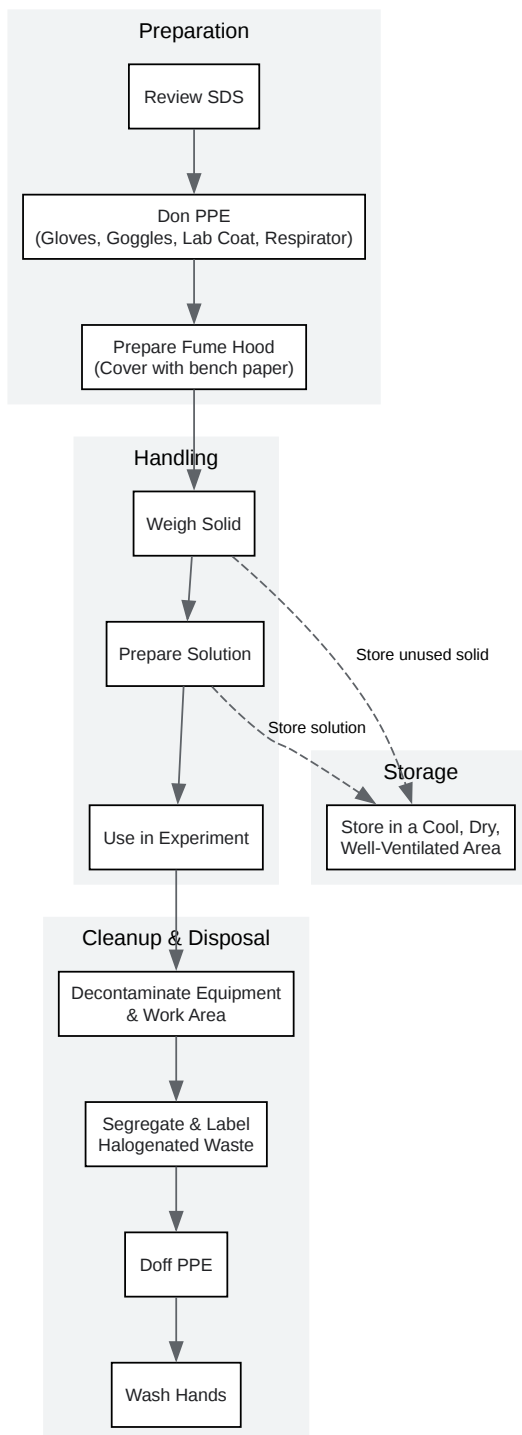 Preparation
Review SDS
Don PPE
(Gloves, Goggles, Lab Coat, Respirator)
Prepare Fume Hood
(Cover with bench paper)
Handling
Weigh Solid
Prepare Solution
Store unused solid
Store solution
Use in Experiment
Storage
Store in a Cool, Dry,
Well-Ventilated Area
Cleanup & Disposal
Decontaminate Equipment
& Work Area
Segregate & Label
Halogenated Waste
Doff PPE
Wash Hands